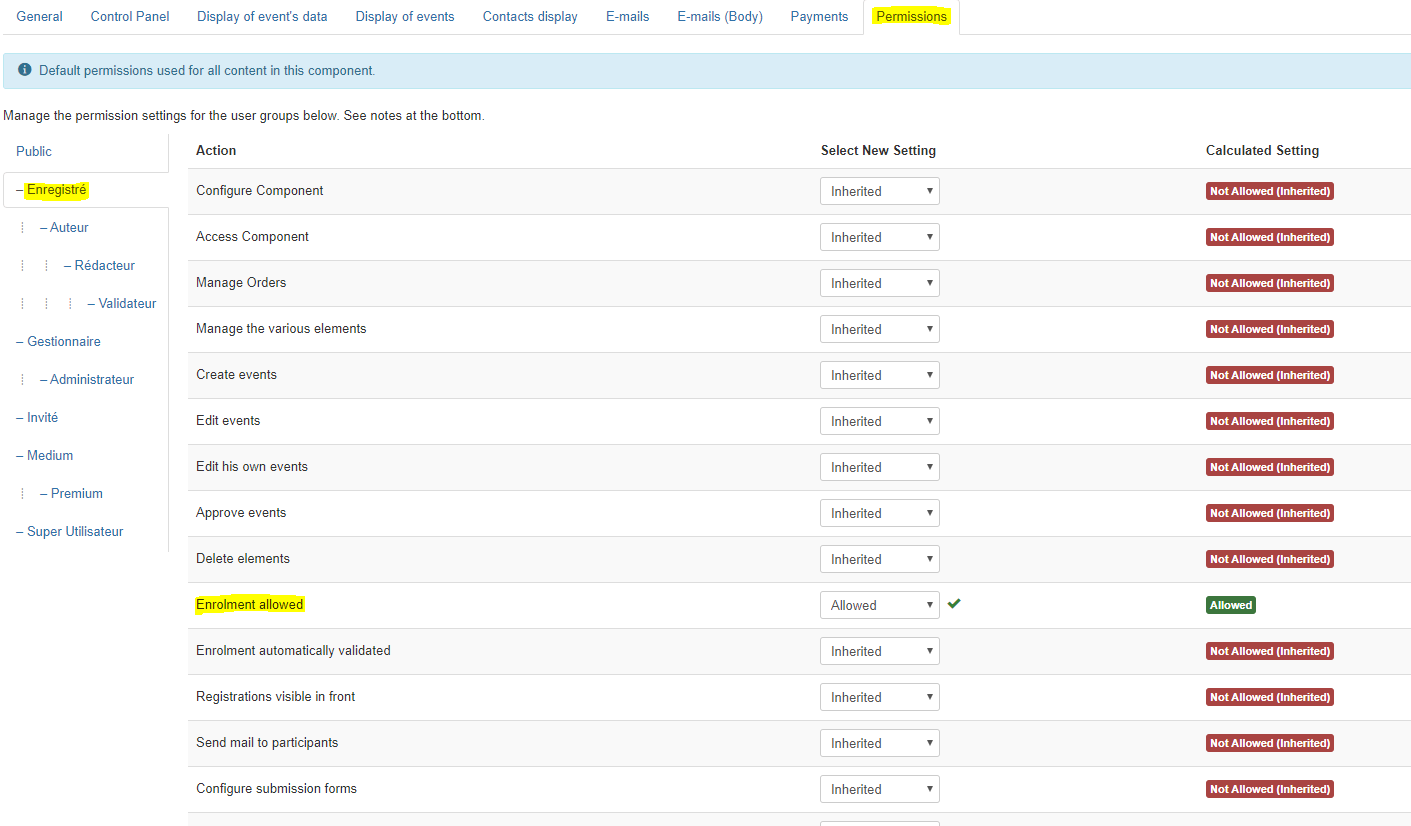 General Control Panel Display of event's data Display of events Contacts display E-mails E-mails (Body) Payments Permissions
Default permissions used for all content in this component.
Manage the permission settings for the user groups below. See notes at the bottom.
Public
– Enregistré
– Auteur
– Rédacteur
– Validateur
– Gestionnaire
– Administrateur
– Invité
– Medium
– Premium
– Super Utilisateur
Action Select New Setting Calculated Setting
Configure Component Inherited Not Allowed (Inherited)
Access Component Inherited Not Allowed (Inherited)
Manage Orders Inherited Not Allowed (Inherited)
Manage the various elements Inherited Not Allowed (Inherited)
Create events Inherited Not Allowed (Inherited)
Edit events Inherited Not Allowed (Inherited)
Edit his own events Inherited Not Allowed (Inherited)
Approve events Inherited Not Allowed (Inherited)
Delete elements Inherited Not Allowed (Inherited)
Enrolment allowed Allowed Allowed
Enrolment automatically validated Inherited Not Allowed (Inherited)
Registrations visible in front Inherited Not Allowed (Inherited)
Send mail to participants Inherited Not Allowed (Inherited)
Configure submission forms Inherited Not Allowed (Inherited)